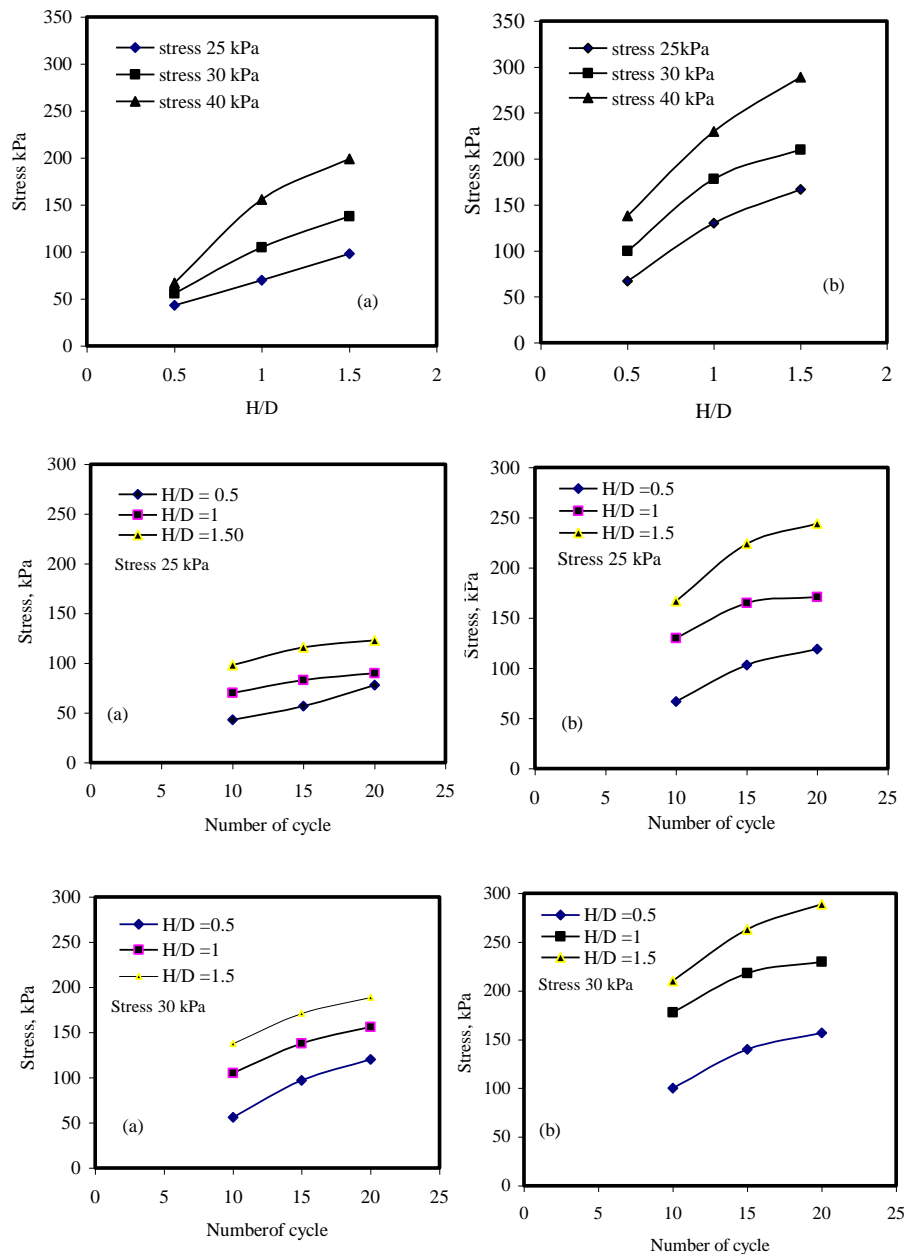 350
300
250
200
150
100
50
0
Stress kPa
stress 25 kPa
stress 30 kPa
stress 40 kPa
(a)
0 0.5 1 1.5 2
H/D
350
300
250
200
150
100
50
0
Stress kPa
stress 25kPa
stress 30 kPa
stress 40 kPa
(b)
0 0.5 1 1.5 2
H/D
300
250
200
150
100
50
0
Stress, kPa
H/D = 0.5
H/D =1
H/D =1.50
Stress 25 kPa
(a)
0 5 10 15 20 25
Number of cycle
300
250
200
150
100
50
0
Stress, kPa
H/D =0.5
H/D =1
H/D =1.5
Stress 25 kPa
(b)
0 5 10 15 20 25
Number of cycle
300
250
200
150
100
50
0
Stress, kPa
H/D =0.5
H/D =1
H/D =1.5
Stress 30 kPa
(a)
0 5 10 15 20 25
Numberof cycle
300
250
200
150
100
50
0
Stress, kPa
H/D =0.5
H/D =1
H/D =1.5
Stress 30 kPa
(b)
0 5 10 15 20 25
Number of cycle